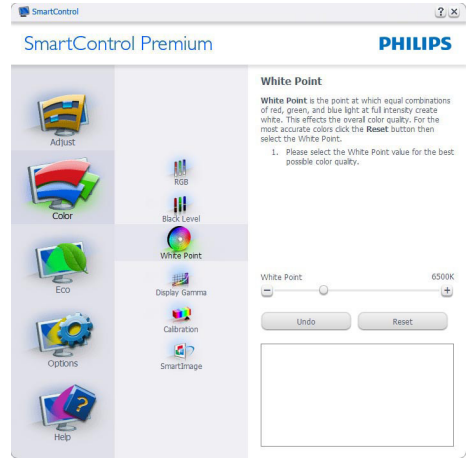 SmartControl
SmartControl Premium
PHILIPS
Adjust
Color
Eco
Options
Help
RGB
Black Level
White Point
Display Gamma
Calibration
SmartImage
White Point
White Point is the point at which equal combinations
of red, green, and blue light at full intensity create
white. This effects the overall color quality. For the
most accurate colors click the Reset button then
select the White Point.
1. Please select the White Point value for the best
possible color quality.
White Point 6500K
Undo Reset